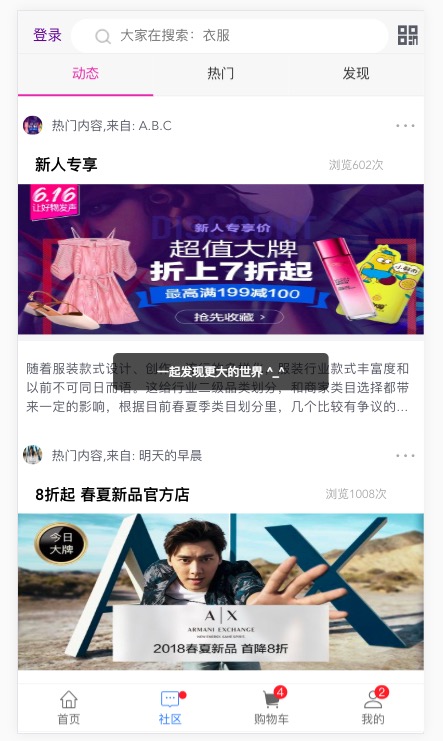 登录
大家在搜索：衣服
动态
热门
发现
热门内容,来自: A.B.C
新人专享
浏览602次
6.16
让好物发声
新人专享价
超值大牌
折上7折起
最高满199减100
抢先收藏 >
随着服装款式设计、创作
服装行业款式丰富度和
以前不可同日而语。这给行业二级品类划分，和商家类目选择都带
来一定的影响，根据目前春夏季类目划分里，几个比较有争议的...
一起发现更大的世界 ^_^
热门内容,来自: 明天的早晨
8折起 春夏新品官方店
浏览1008次
今日
大牌
A|X
ARMANI EXCHANGE
2018春夏新品 首降8折
4
2
首页
社区
购物车
我的